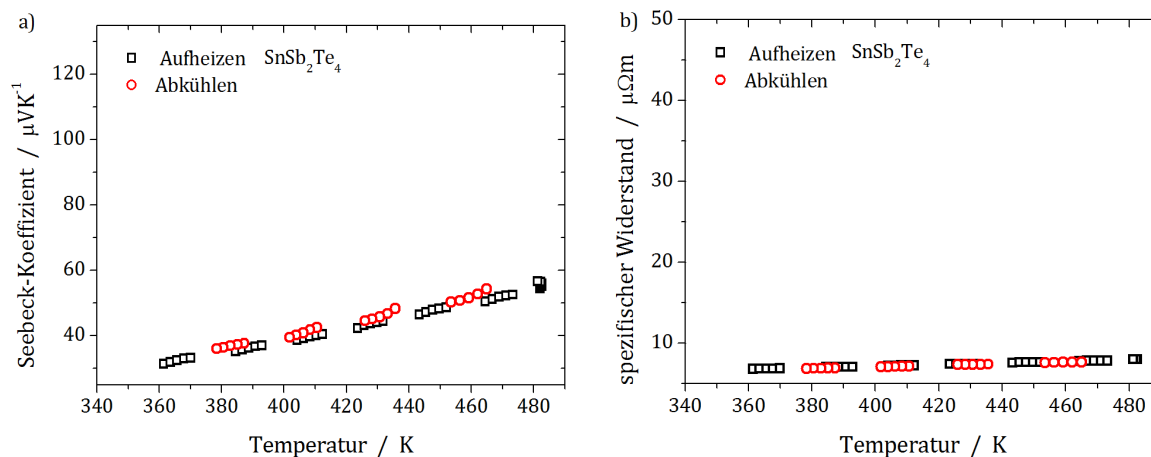 a)
Seebeck-Koeffizient / μVK⁻¹
120
100
80
60
40
Aufheizen SnSb₂Te₄
Abkühlen
340 360 380 400 420 440 460 480
Temperatur / K
b)
spezifischer Widerstand / μΩm
50
40
30
20
10
Aufheizen SnSb₂Te₄
Abkühlen
340 360 380 400 420 440 460 480
Temperatur / K